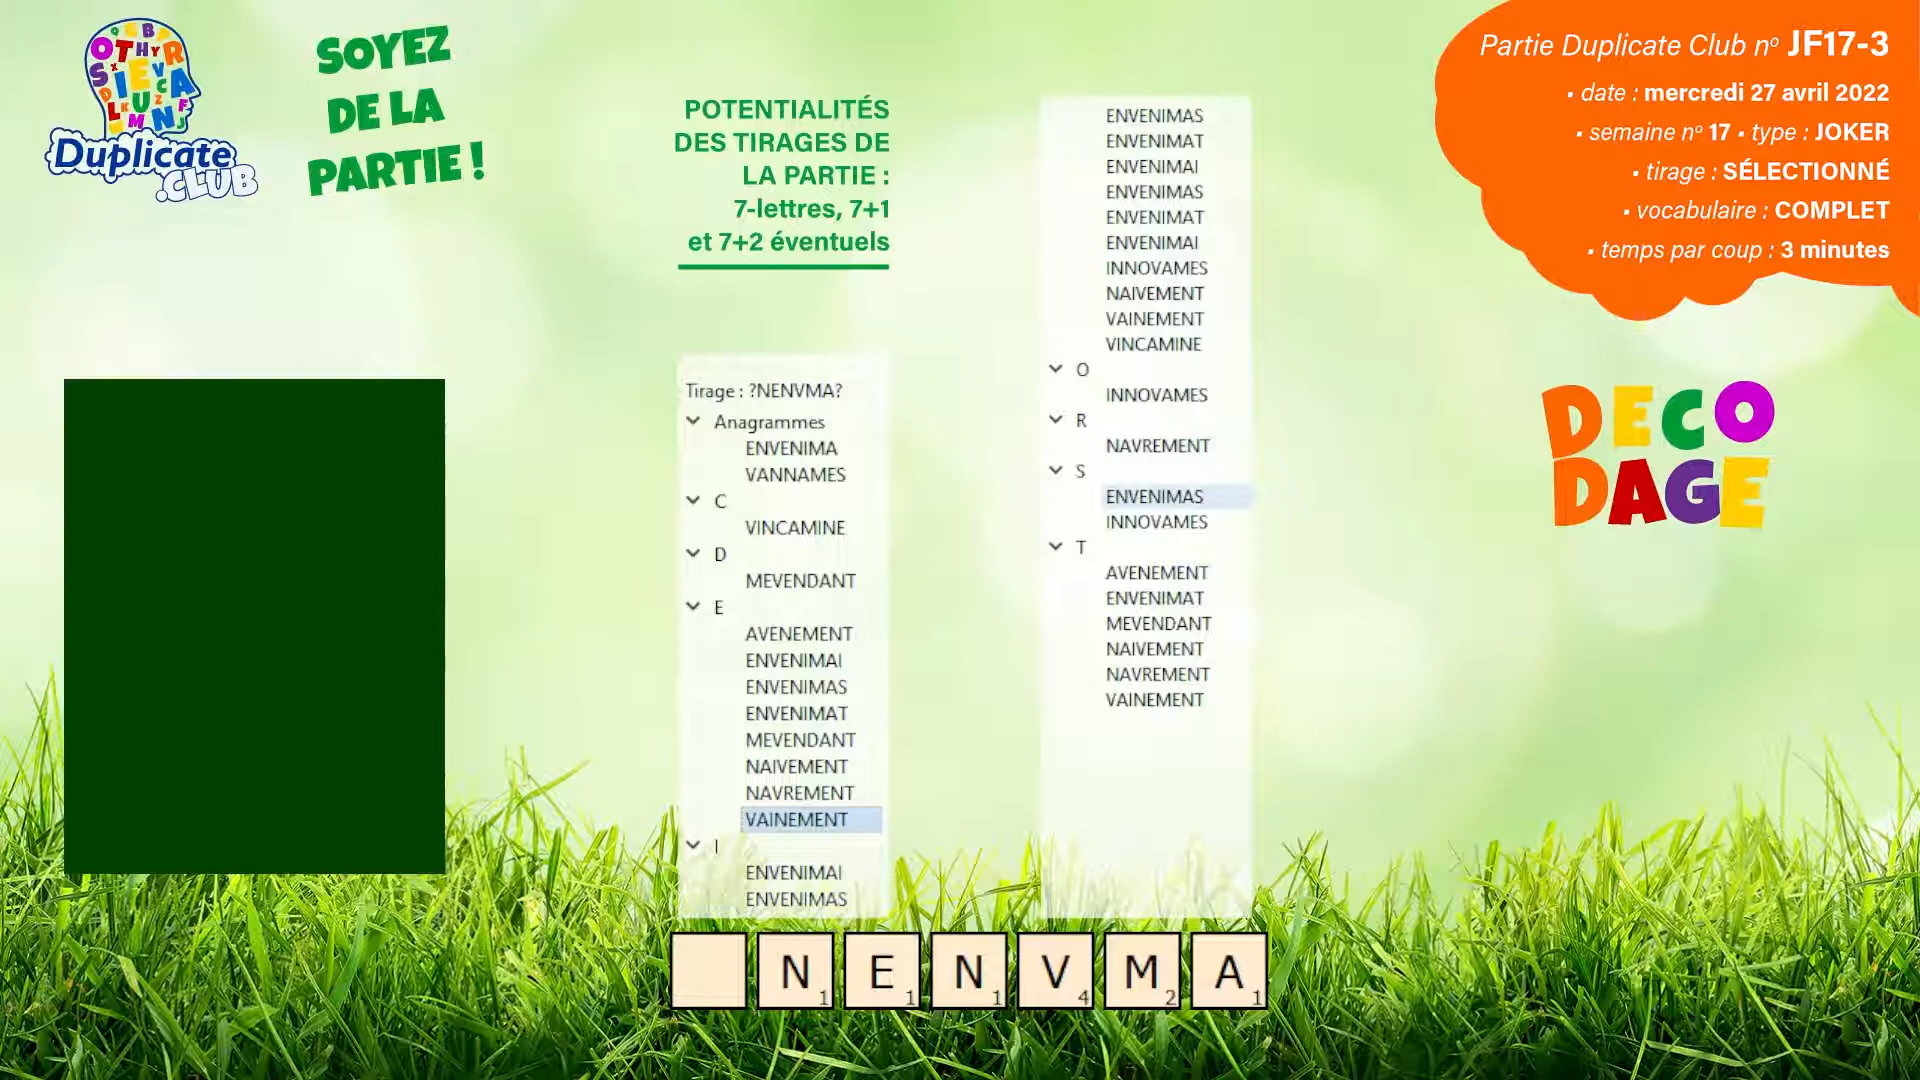 Duplicate
.CLUB
SOYEZ
DE LA
PARTIE !
POTENTIALITÉS
DES TIRAGES DE
LA PARTIE :
7-lettres, 7+1
et 7+2 éventuels
Tirage : ?NENVMA?
Anagrammes
ENVENIMA
VANNAMES
C
VINCAMINE
D
MEVENDANT
E
AVENEMENT
ENVENIMAI
ENVENIMAS
ENVENIMAT
MEVENDANT
NAIVEMENT
NAVREMENT
VAINEMENT
I
ENVENIMAI
ENVENIMAS
ENVENIMAS
ENVENIMAT
ENVENIMAI
ENVENIMAS
ENVENIMAT
ENVENIMAI
INNOVAMES
NAIVEMENT
VAINEMENT
VINCAMINE
O
INNOVAMES
R
NAVREMENT
S
ENVENIMAS
INNOVAMES
T
AVENEMENT
ENVENIMAT
MEVENDANT
NAIVEMENT
NAVREMENT
VAINEMENT
Partie Duplicate Club nº JF17-3
• date : mercredi 27 avril 2022
• semaine nº 17 • type : JOKER
• tirage : SÉLECTIONNÉ
• vocabulaire : COMPLET
• temps par coup : 3 minutes
DECO
DAGE
N1 E1 N1 V4 M2 A1